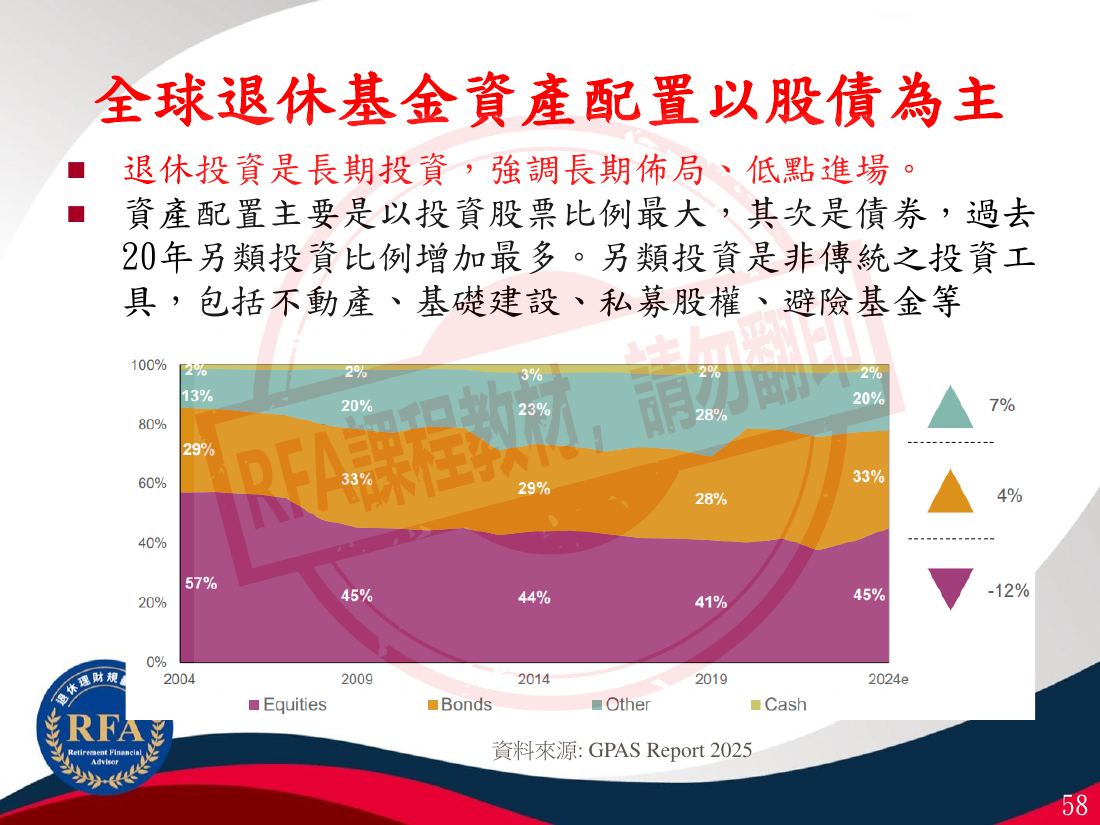 全球退休基金資產配置以股債為主
退休投資是長期投資，強調長期佈局、低點進場。
資產配置主要是以投資股票比例最大，其次是債券，過去
20年另類投資比例增加最多。另類投資是非傳統之投資工
具，包括不動產、基礎建設、私募股權、避險基金等
RFA課程教材，請勿翻印
100%
80%
60%
40%
20%
0%
2% 2% 3% 2% 2%
13% 20% 23% 28% 20%
29% 33% 29% 28% 33%
57% 45% 44% 41% 45%
7%
4%
-12%
2004 2009 2014 2019 2024e
Equities Bonds Other Cash
退休理財規
RFA
Retirement Financial
Advisor
資料來源: GPAS Report 2025
58